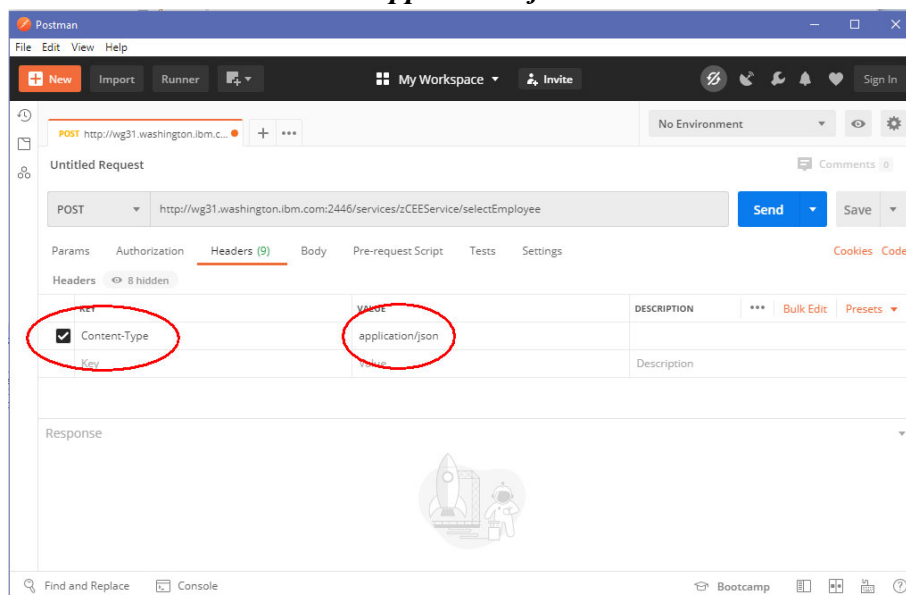 Postman
File Edit View Help
New Import Runner My Workspace Invite Sign In
POST http://wg31.washington.ibm.c... + ••• No Environment
Untitled Request Comments 0
POST http://wg31.washington.ibm.com:2446/services/zCEEService/selectEmployee Send Save
Params Authorization Headers (9) Body Pre-request Script Tests Settings Cookies Code
Headers 8 hidden
KEY VALUE DESCRIPTION ••• Bulk Edit Presets
Content-Type application/json
Key Value Description
Response
Find and Replace Console Bootcamp